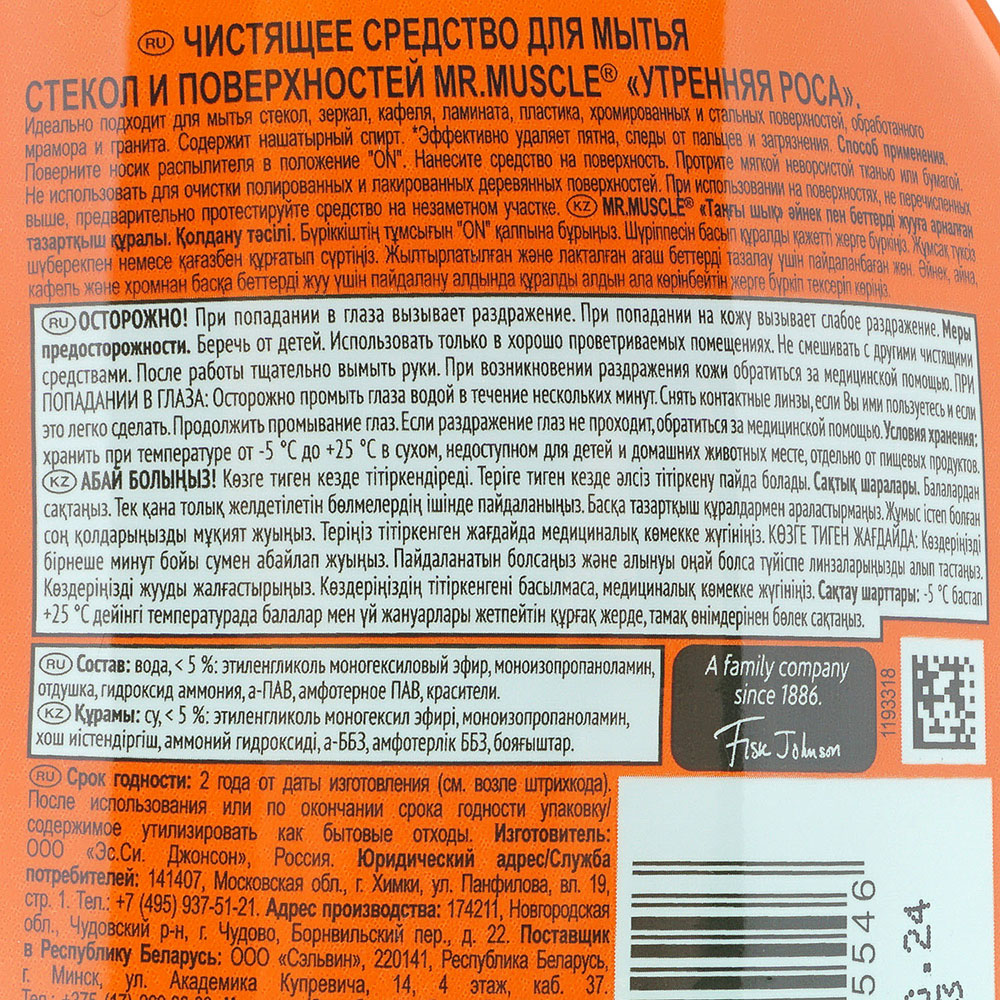 RU ЧИСТЯЩЕЕ СРЕДСТВО ДЛЯ МЫТЬЯ
СТЕКОЛ И ПОВЕРХНОСТЕЙ MR.MUSCLE® «УТРЕННЯЯ РОСА».
Идеально подходит для мытья стекол, зеркал, кафеля, ламината, пластика, хромированных и стальных поверхностей, обработанного
мрамора и гранита. Содержит нашатырный спирт. *Эффективно удаляет пятна, следы от пальцев и загрязнения. Способ применения.
Поверните носик распылителя в положение "ON". Нанесите средство на поверхность. Протрите мягкой неворсистой тканью или бумагой.
Не использовать для очистки полированных и лакированных деревянных поверхностей. При использовании на поверхностях, не перечисленных
выше, предварительно протестируйте средство на незаметном участке. KZ MR.MUSCLE® «Таңғы шық» әйнек пен беттерді жууға арналған
тазартқыш құралы. Қолдану тәсілі. Бүріккіштің тұмсығын "ON" қалпына бұрыңыз. Шүріппесін басып құралды қажетті жерге бүркіңіз. Жұмсақ түксіз
шүберекпен немесе қағазбен құрғатып сүртіңіз. Жылтырлатылған және лакталған ағаш беттерді тазалау үшін пайдаланбаған жөн. Әйнек, айна,
кафель және хромнан басқа беттерді жуу үшін пайдалану алдында құралды алдын ала көрінбейтін жерге бүркіп тексеріп көріңіз.
RU ОСТОРОЖНО! При попадании в глаза вызывает раздражение. При попадании на кожу вызывает слабое раздражение. Меры
предосторожности. Беречь от детей. Использовать только в хорошо проветриваемых помещениях. Не смешивать с другими чистящими
средствами. После работы тщательно вымыть руки. При возникновении раздражения кожи обратиться за медицинской помощью. ПРИ
ПОПАДАНИИ В ГЛАЗА: Осторожно промыть глаза водой в течение нескольких минут. Снять контактные линзы, если Вы ими пользуетесь и если
это легко сделать. Продолжить промывание глаз. Если раздражение глаз не проходит, обратиться за медицинской помощью. Условия хранения:
хранить при температуре от -5 °C до +25 °C в сухом, недоступном для детей и домашних животных месте, отдельно от пищевых продуктов.
KZ АБАЙ БОЛЫҢЫЗ! Көзге тиген кезде тітіркендіреді. Теріге тиген кезде әлсіз тітіркену пайда болады. Сақтық шаралары. Балалардан
сақтаңыз. Тек қана толық желдетілетін бөлмелердің ішінде пайдаланыңыз. Басқа тазартқыш құралдармен араластырмаңыз. Жұмыс істеп болған
соң қолдарыңызды мұқият жуыңыз. Теріңіз тітіркенген жағдайда медициналық көмекке жүгініңіз. КӨЗГЕ ТИГЕН ЖАҒДАЙДА: Көздеріңізді
бірнеше минут бойы сумен абайлап жуыңыз. Пайдаланатын болсаңыз және алынуы оңай болса түйіспе линзаларыңызды алып тастаңыз.
Көздеріңізді жууды жалғастырыңыз. Көздеріңіздің тітіркенгені басылмаса, медициналық көмекке жүгініңіз. Сақтау шарттары: -5 °C бастап
+25 °C дейінгі температурада балалар мен үй жануарлары жетпейтін құрғақ жерде, тамақ өнімдерінен бөлек сақтаңыз.
RU Состав: вода, < 5 %: этиленгликоль моногексиловый эфир, моноизопропаноламин,
отдушка, гидроксид аммония, а-ПАВ, амфотерное ПАВ, красители.
KZ Құрамы: су, < 5 %: этиленгликоль моногексил эфирі, моноизопропаноламин,
хош иістендіргіш, аммоний гидроксиді, а-ББЗ, амфотерлік ББЗ, бояғыштар.
A family company
since 1886.
Fisk Johnson
1193318
RU Срок годности: 2 года от даты изготовления (см. возле штрихкода).
После использования или по окончании срока годности упаковку/
содержимое утилизировать как бытовые отходы. Изготовитель:
ООО «Эс.Си. Джонсон», Россия. Юридический адрес/Служба
потребителей: 141407, Московская обл., г. Химки, ул. Панфилова, вл. 19,
стр. 1. Тел.: +7 (495) 937-51-21. Адрес производства: 174211, Новгородская
обл., Чудовский р-н, г. Чудово, Борнвильский пер., д. 22. Поставщик
в Республику Беларусь: ООО «Сэльвин», 220141, Республика Беларусь,
г. Минск, ул. Академика Купревича, 14, 4 этаж, каб. 37.
5546